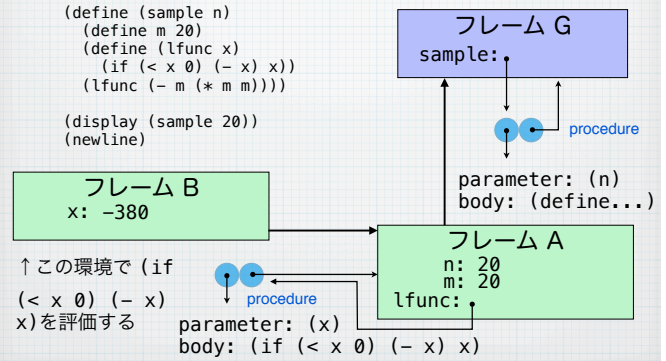 (define (sample n)
(define m 20)
(define (lfunc x)
(if (< x 0) (- x) x))
(lfunc (- m (* m m))))
(display (sample 20))
(newline)
フレーム G
sample:
procedure
parameter: (n)
body: (define...)
フレーム B
x: -380
フレーム A
n: 20
m: 20
lfunc:
↑この環境で (if
(< x 0) (- x)
x)を評価する
procedure
parameter: (x)
body: (if (< x 0) (- x) x)